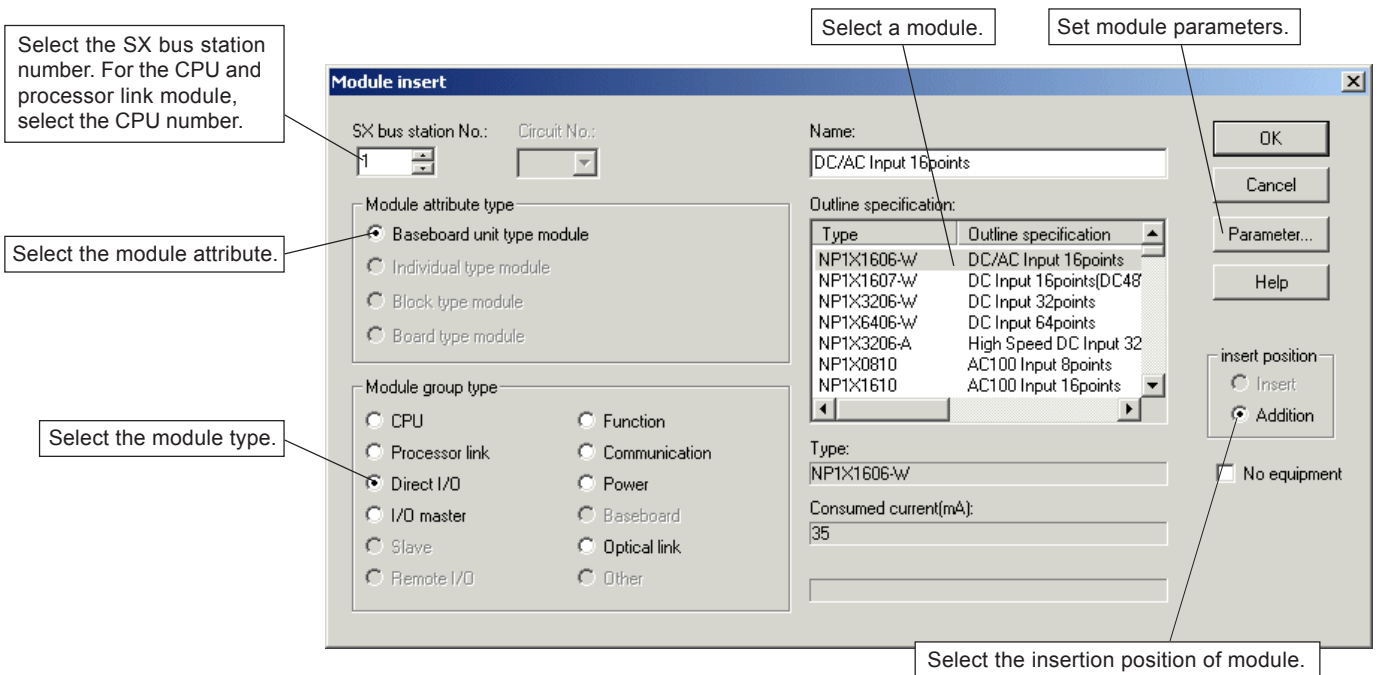 Select a module.
Set module parameters.
Select the SX bus station
number. For the CPU and
processor link module,
select the CPU number.
Module insert
SX bus station No.:
Circuit No.:
1
Name:
DC/AC Input 16points
OK
Cancel
Parameter...
Help
Select the module attribute.
Module attribute type
Baseboard unit type module
Individual type module
Block type module
Board type module
Outline specification:
Type Outline specification
NP1X1606-W DC/AC Input 16points
NP1X1607-W DC Input 16points(DC48
NP1X3206-W DC Input 32points
NP1X6406-W DC Input 64points
NP1X3206-A High Speed DC Input 32
NP1X0810 AC100 Input 8points
NP1X1610 AC100 Input 16points
insert position
Insert
Addition
No equipment
Select the module type.
Module group type
CPU
Function
Processor link
Communication
Direct I/O
Power
I/O master
Baseboard
Slave
Optical link
Remote I/O
Other
Type:
NP1X1606-W
Consumed current(mA):
35
Select the insertion position of module.